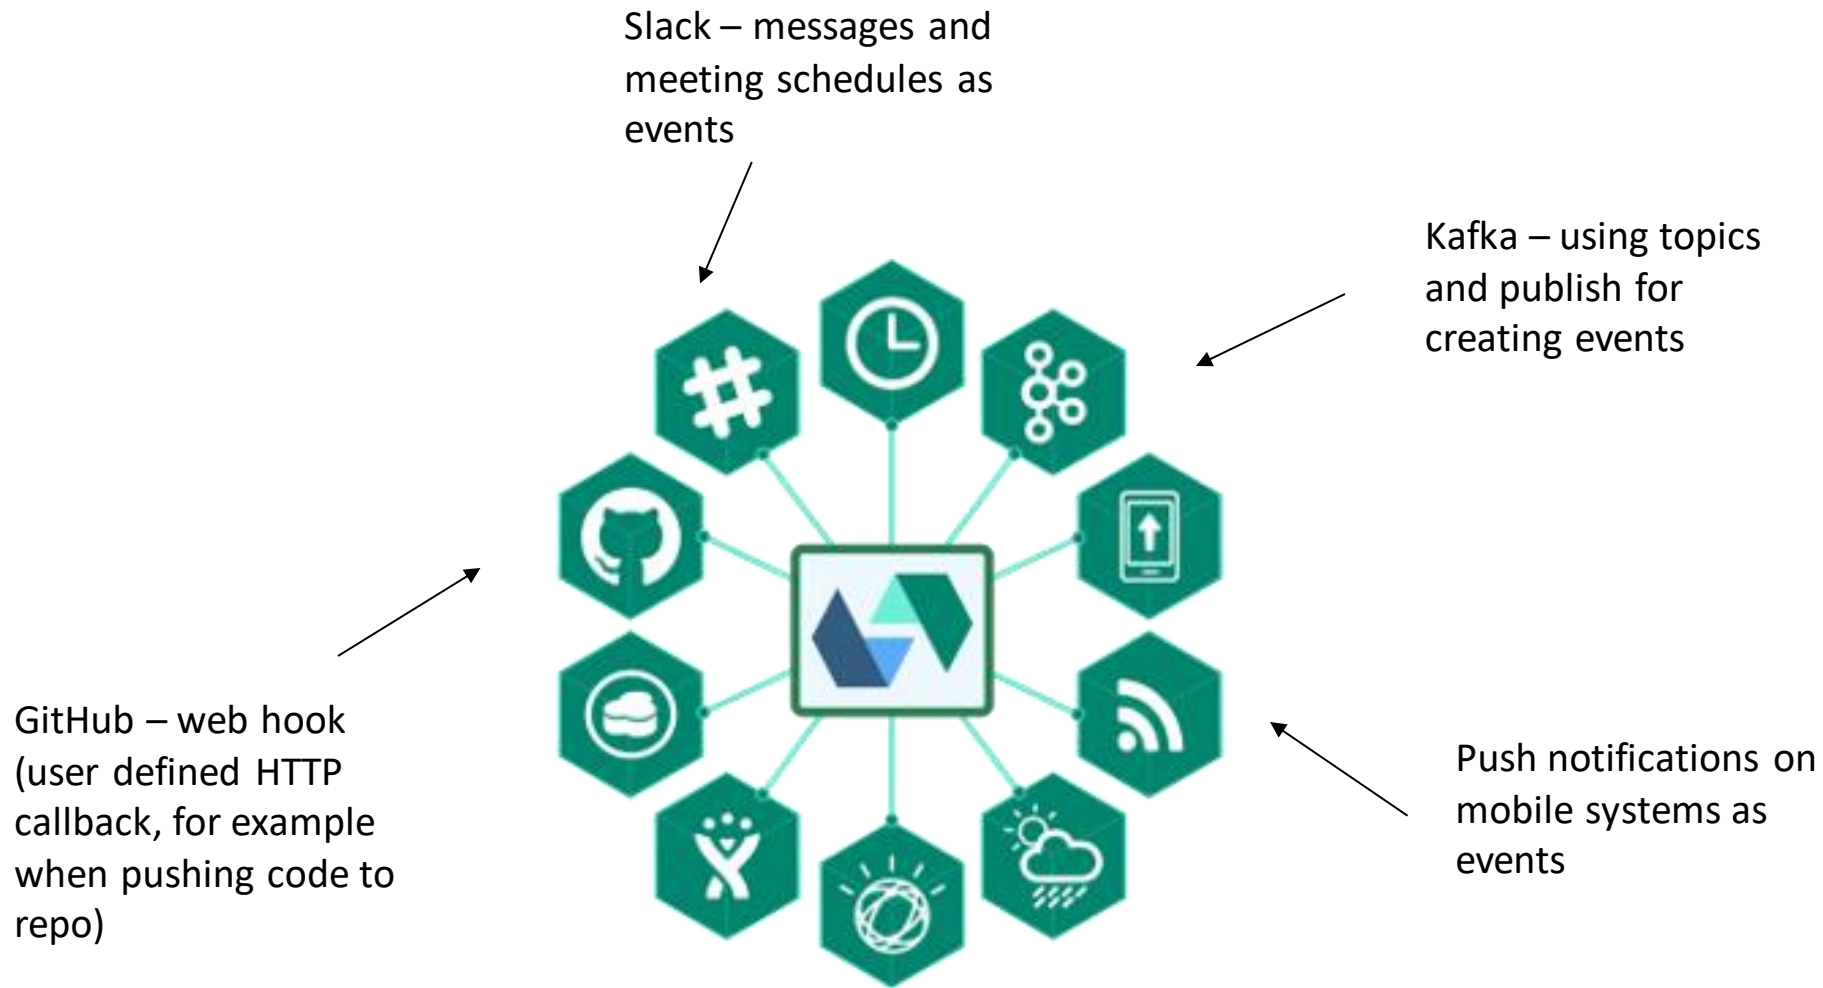 Slack – messages and
meeting schedules as
events
Kafka – using topics
and publish for
creating events
GitHub – web hook
(user defined HTTP
callback, for example
when pushing code to
repo)
Push notifications on
mobile systems as
events